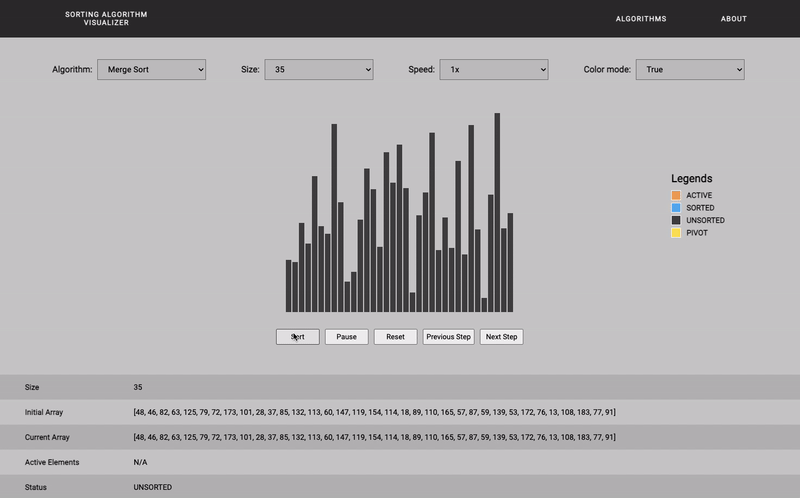 SORTING ALGORITHM
VISUALIZER
ALGORITHMS
ABOUT
Algorithm: Merge Sort
Size: 35
Speed: 1x
Color mode: True
Legends
ACTIVE
SORTED
UNSORTED
PIVOT
Sort
Pause
Reset
Previous Step
Next Step
Size 35
Initial Array [48, 46, 82, 63, 125, 79, 72, 173, 101, 28, 37, 85, 132, 113, 60, 147, 119, 154, 114, 18, 89, 110, 165, 57, 87, 59, 139, 53, 172, 76, 13, 108, 183, 77, 91]
Current Array [48, 46, 82, 63, 125, 79, 72, 173, 101, 28, 37, 85, 132, 113, 60, 147, 119, 154, 114, 18, 89, 110, 165, 57, 87, 59, 139, 53, 172, 76, 13, 108, 183, 77, 91]
Active Elements N/A
Status UNSORTED